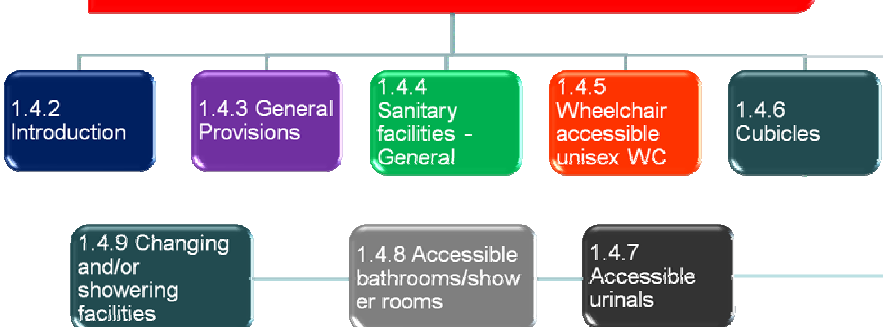 1.4.2
Introduction
1.4.3 General
Provisions
1.4.4
Sanitary
facilities -
General
1.4.5
Wheelchair
accessible
unisex WC
1.4.6
Cubicles
1.4.9 Changing
and/or
showering
facilities
1.4.8 Accessible
bathrooms/show
er rooms
1.4.7
Accessible
urinals